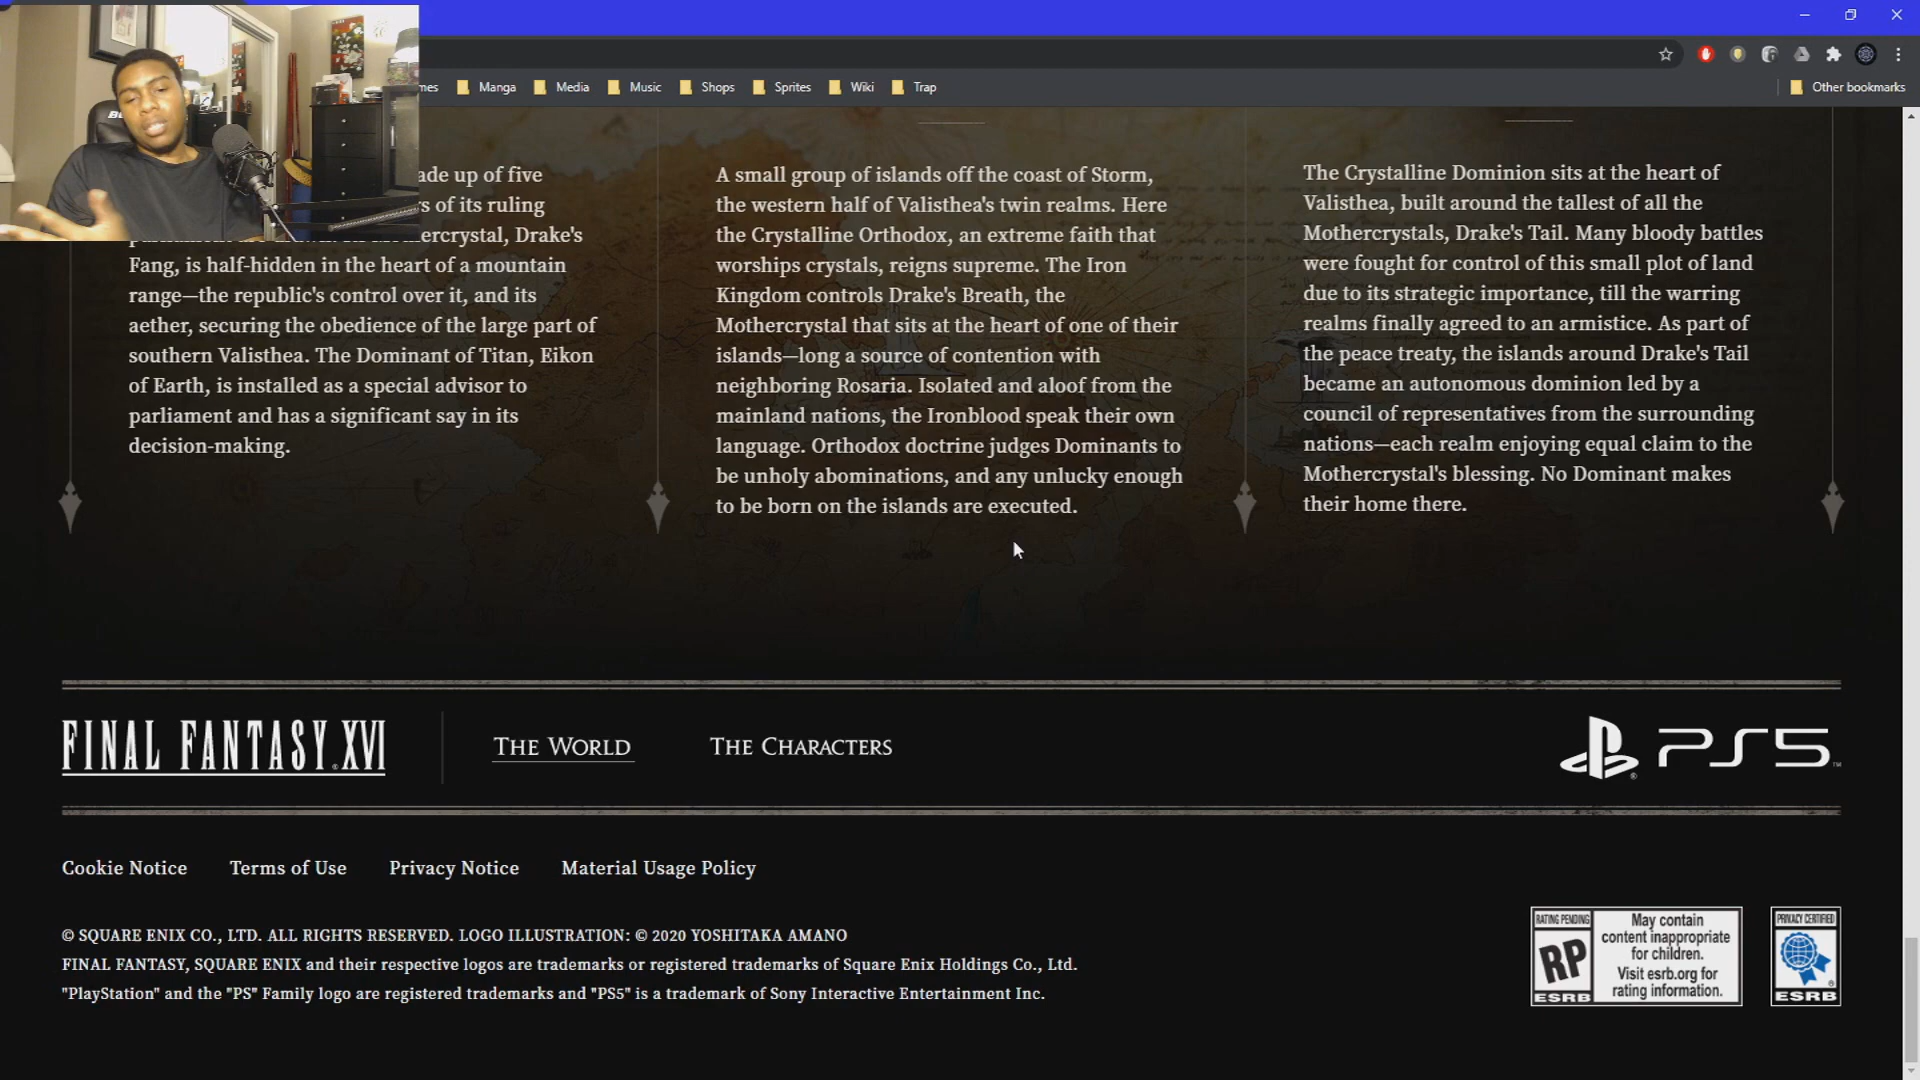 mes Manga Media Music Shops Sprites Wiki Trap Other bookmarks
ade up of five
rs of its ruling
ercrystal, Drake's
Fang, is half-hidden in the heart of a mountain
range—the republic's control over it, and its
aether, securing the obedience of the large part of
southern Valisthea. The Dominant of Titan, Eikon
of Earth, is installed as a special advisor to
parliament and has a significant say in its
decision-making.
A small group of islands off the coast of Storm,
the western half of Valisthea's twin realms. Here
the Crystalline Orthodox, an extreme faith that
worships crystals, reigns supreme. The Iron
Kingdom controls Drake's Breath, the
Mothercrystal that sits at the heart of one of their
islands—long a source of contention with
neighboring Rosaria. Isolated and aloof from the
mainland nations, the Ironblood speak their own
language. Orthodox doctrine judges Dominants to
be unholy abominations, and any unlucky enough
to be born on the islands are executed.
The Crystalline Dominion sits at the heart of
Valisthea, built around the tallest of all the
Mothercrystals, Drake's Tail. Many bloody battles
were fought for control of this small plot of land
due to its strategic importance, till the warring
realms finally agreed to an armistice. As part of
the peace treaty, the islands around Drake's Tail
became an autonomous dominion led by a
council of representatives from the surrounding
nations—each realm enjoying equal claim to the
Mothercrystal's blessing. No Dominant makes
their home there.
FINAL FANTASY XVI
THE WORLD THE CHARACTERS
PS5
Cookie Notice Terms of Use Privacy Notice Material Usage Policy
© SQUARE ENIX CO., LTD. ALL RIGHTS RESERVED. LOGO ILLUSTRATION: © 2020 YOSHITAKA AMANO
FINAL FANTASY, SQUARE ENIX and their respective logos are trademarks or registered trademarks of Square Enix Holdings Co., Ltd.
"PlayStation" and the "PS" Family logo are registered trademarks and "PS5" is a trademark of Sony Interactive Entertainment Inc.
RATING PENDING
RP
ESRB
May contain
content inappropriate
for children.
Visit esrb.org for
rating information.
PRIVACY CERTIFIED
ESRB